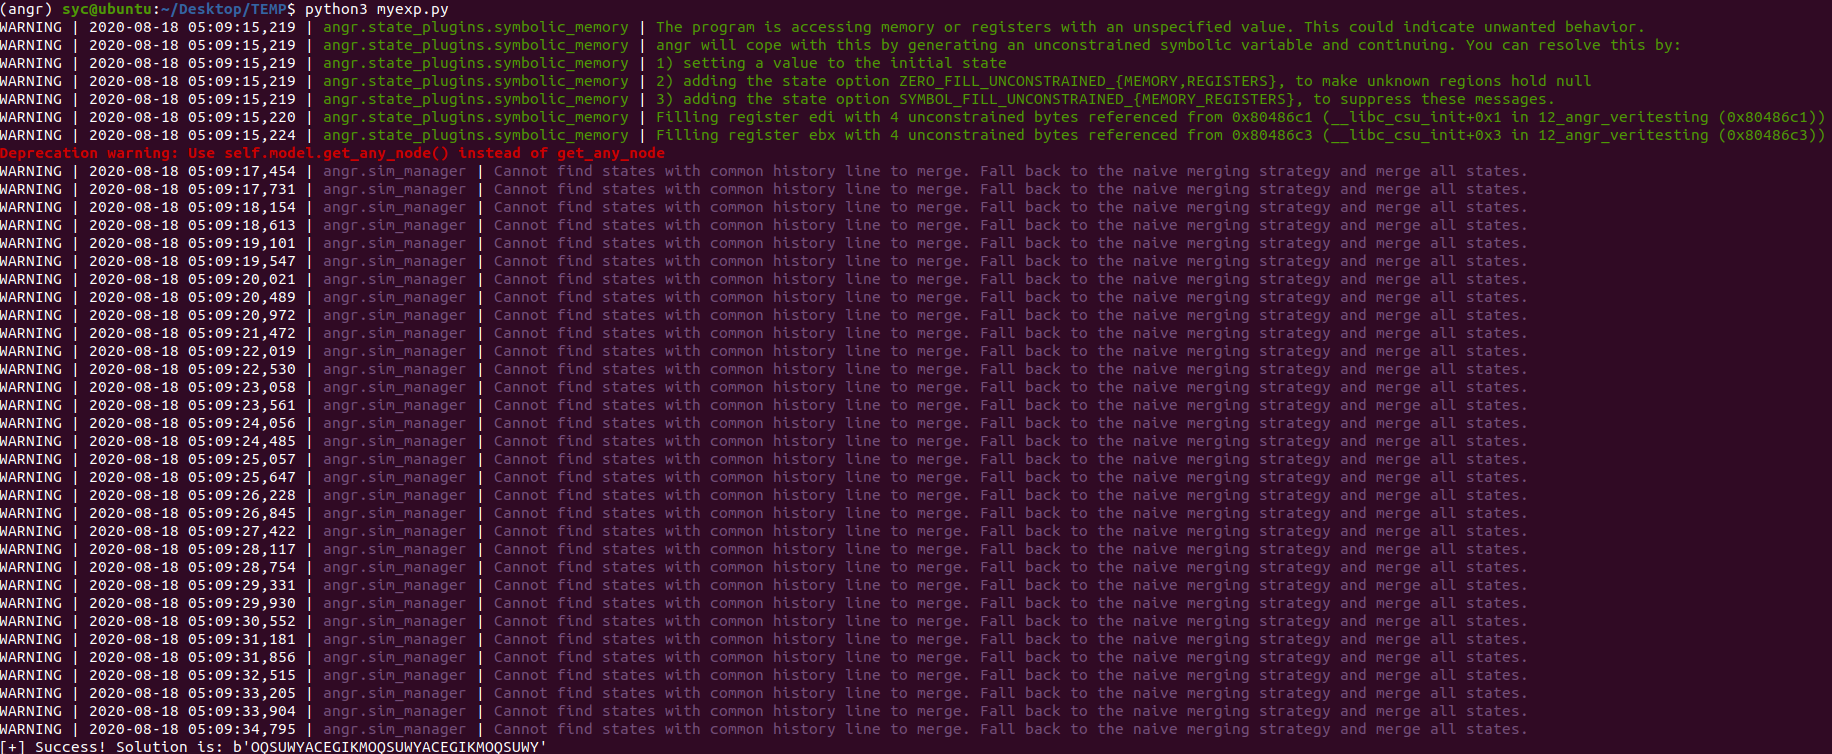 (angr) syc@ubuntu:~/Desktop/TEMP$ python3 myexp.py
WARNING | 2020-08-18 05:09:15,219 | angr.state_plugins.symbolic_memory | The program is accessing memory or registers with an unspecified value. This could indicate unwanted behavior.
WARNING | 2020-08-18 05:09:15,219 | angr.state_plugins.symbolic_memory | angr will cope with this by generating an unconstrained symbolic variable and continuing. You can resolve this by:
WARNING | 2020-08-18 05:09:15,219 | angr.state_plugins.symbolic_memory | 1) setting a value to the initial state
WARNING | 2020-08-18 05:09:15,219 | angr.state_plugins.symbolic_memory | 2) adding the state option ZERO_FILL_UNCONSTRAINED_{MEMORY,REGISTERS}, to make unknown regions hold null
WARNING | 2020-08-18 05:09:15,219 | angr.state_plugins.symbolic_memory | 3) adding the state option SYMBOL_FILL_UNCONSTRAINED_{MEMORY_REGISTERS}, to suppress these messages.
WARNING | 2020-08-18 05:09:15,220 | angr.state_plugins.symbolic_memory | Filling register edi with 4 unconstrained bytes referenced from 0x80486c1 (__libc_csu_init+0x1 in 12_angr_veritesting (0x80486c1))
WARNING | 2020-08-18 05:09:15,224 | angr.state_plugins.symbolic_memory | Filling register ebx with 4 unconstrained bytes referenced from 0x80486c3 (__libc_csu_init+0x3 in 12_angr_veritesting (0x80486c3))
Deprecation warning: Use self.model.get_any_node() instead of get_any_node
WARNING | 2020-08-18 05:09:17,454 | angr.sim_manager | Cannot find states with common history line to merge. Fall back to the naive merging strategy and merge all states.
WARNING | 2020-08-18 05:09:17,731 | angr.sim_manager | Cannot find states with common history line to merge. Fall back to the naive merging strategy and merge all states.
WARNING | 2020-08-18 05:09:18,154 | angr.sim_manager | Cannot find states with common history line to merge. Fall back to the naive merging strategy and merge all states.
WARNING | 2020-08-18 05:09:18,613 | angr.sim_manager | Cannot find states with common history line to merge. Fall back to the naive merging strategy and merge all states.
WARNING | 2020-08-18 05:09:19,101 | angr.sim_manager | Cannot find states with common history line to merge. Fall back to the naive merging strategy and merge all states.
WARNING | 2020-08-18 05:09:19,547 | angr.sim_manager | Cannot find states with common history line to merge. Fall back to the naive merging strategy and merge all states.
WARNING | 2020-08-18 05:09:20,021 | angr.sim_manager | Cannot find states with common history line to merge. Fall back to the naive merging strategy and merge all states.
WARNING | 2020-08-18 05:09:20,489 | angr.sim_manager | Cannot find states with common history line to merge. Fall back to the naive merging strategy and merge all states.
WARNING | 2020-08-18 05:09:20,972 | angr.sim_manager | Cannot find states with common history line to merge. Fall back to the naive merging strategy and merge all states.
WARNING | 2020-08-18 05:09:21,472 | angr.sim_manager | Cannot find states with common history line to merge. Fall back to the naive merging strategy and merge all states.
WARNING | 2020-08-18 05:09:22,019 | angr.sim_manager | Cannot find states with common history line to merge. Fall back to the naive merging strategy and merge all states.
WARNING | 2020-08-18 05:09:22,530 | angr.sim_manager | Cannot find states with common history line to merge. Fall back to the naive merging strategy and merge all states.
WARNING | 2020-08-18 05:09:23,058 | angr.sim_manager | Cannot find states with common history line to merge. Fall back to the naive merging strategy and merge all states.
WARNING | 2020-08-18 05:09:23,561 | angr.sim_manager | Cannot find states with common history line to merge. Fall back to the naive merging strategy and merge all states.
WARNING | 2020-08-18 05:09:24,056 | angr.sim_manager | Cannot find states with common history line to merge. Fall back to the naive merging strategy and merge all states.
WARNING | 2020-08-18 05:09:24,485 | angr.sim_manager | Cannot find states with common history line to merge. Fall back to the naive merging strategy and merge all states.
WARNING | 2020-08-18 05:09:25,057 | angr.sim_manager | Cannot find states with common history line to merge. Fall back to the naive merging strategy and merge all states.
WARNING | 2020-08-18 05:09:25,647 | angr.sim_manager | Cannot find states with common history line to merge. Fall back to the naive merging strategy and merge all states.
WARNING | 2020-08-18 05:09:26,228 | angr.sim_manager | Cannot find states with common history line to merge. Fall back to the naive merging strategy and merge all states.
WARNING | 2020-08-18 05:09:26,845 | angr.sim_manager | Cannot find states with common history line to merge. Fall back to the naive merging strategy and merge all states.
WARNING | 2020-08-18 05:09:27,422 | angr.sim_manager | Cannot find states with common history line to merge. Fall back to the naive merging strategy and merge all states.
WARNING | 2020-08-18 05:09:28,117 | angr.sim_manager | Cannot find states with common history line to merge. Fall back to the naive merging strategy and merge all states.
WARNING | 2020-08-18 05:09:28,754 | angr.sim_manager | Cannot find states with common history line to merge. Fall back to the naive merging strategy and merge all states.
WARNING | 2020-08-18 05:09:29,331 | angr.sim_manager | Cannot find states with common history line to merge. Fall back to the naive merging strategy and merge all states.
WARNING | 2020-08-18 05:09:29,930 | angr.sim_manager | Cannot find states with common history line to merge. Fall back to the naive merging strategy and merge all states.
WARNING | 2020-08-18 05:09:30,552 | angr.sim_manager | Cannot find states with common history line to merge. Fall back to the naive merging strategy and merge all states.
WARNING | 2020-08-18 05:09:31,181 | angr.sim_manager | Cannot find states with common history line to merge. Fall back to the naive merging strategy and merge all states.
WARNING | 2020-08-18 05:09:31,856 | angr.sim_manager | Cannot find states with common history line to merge. Fall back to the naive merging strategy and merge all states.
WARNING | 2020-08-18 05:09:32,515 | angr.sim_manager | Cannot find states with common history line to merge. Fall back to the naive merging strategy and merge all states.
WARNING | 2020-08-18 05:09:33,205 | angr.sim_manager | Cannot find states with common history line to merge. Fall back to the naive merging strategy and merge all states.
WARNING | 2020-08-18 05:09:33,904 | angr.sim_manager | Cannot find states with common history line to merge. Fall back to the naive merging strategy and merge all states.
WARNING | 2020-08-18 05:09:34,795 | angr.sim_manager | Cannot find states with common history line to merge. Fall back to the naive merging strategy and merge all states.
[+] Success! Solution is: b'OQSUWYACEGIKMOQSUWYACEGIKMOQSUWY'